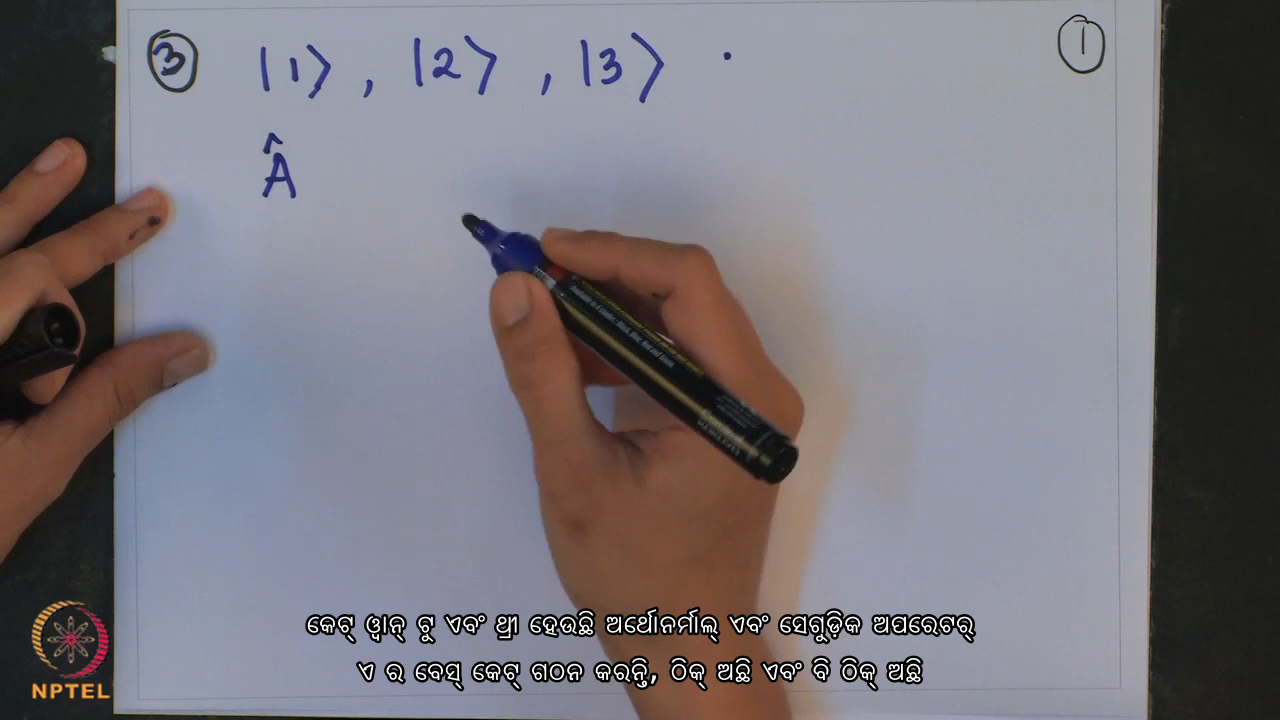 ③ |1⟩ , |2⟩ , |3⟩ . ①
Â
କେଟ୍ ୱାନ୍ ଟୁ ଏବଂ ଥ୍ରୀ ହେଉଛି ଅର୍ଥୋନର୍ମାଲ୍ ଏବଂ ସେଗୁଡ଼ିକ ଅପରେଟର୍
ଏ ର ବେସ୍ କେଟ୍ ଗଠନ କରନ୍ତି, ଠିକ୍ ଅଛି ଏବଂ ବି ଠିକ୍ ଅଛି
NPTEL